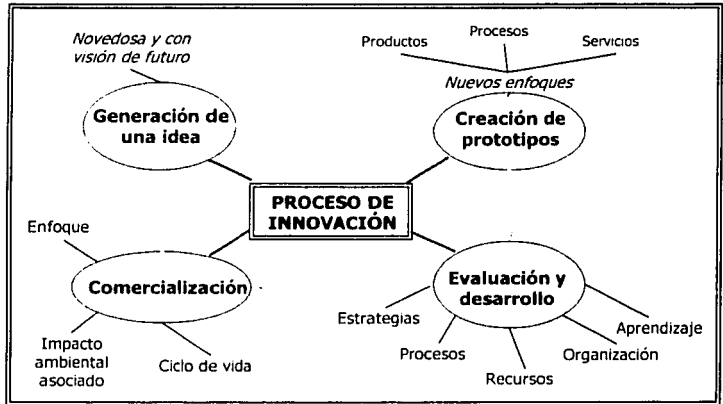 Novedosa y con
visión de futuro
Generación de
una idea
Productos
Procesos
Servicios
Nuevos enfoques
Creación de
prototipos
PROCESO DE
INNOVACIÓN
Enfoque
Comercialización
Impacto
ambiental
asociado
Ciclo de vida
Evaluación y
desarrollo
Estrategias
Procesos
Recursos
Organización
Aprendizaje